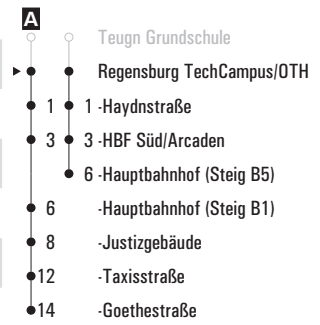 A
Teugn Grundschule
Regensburg TechCampus/OTH
1 1 -Haydnstraße
3 3 -HBF Süd/Arcaden
6 -Hauptbahnhof (Steig B5)
6 -Hauptbahnhof (Steig B1)
8 -Justizgebäude
12 -Taxisstraße
14 -Goethestraße